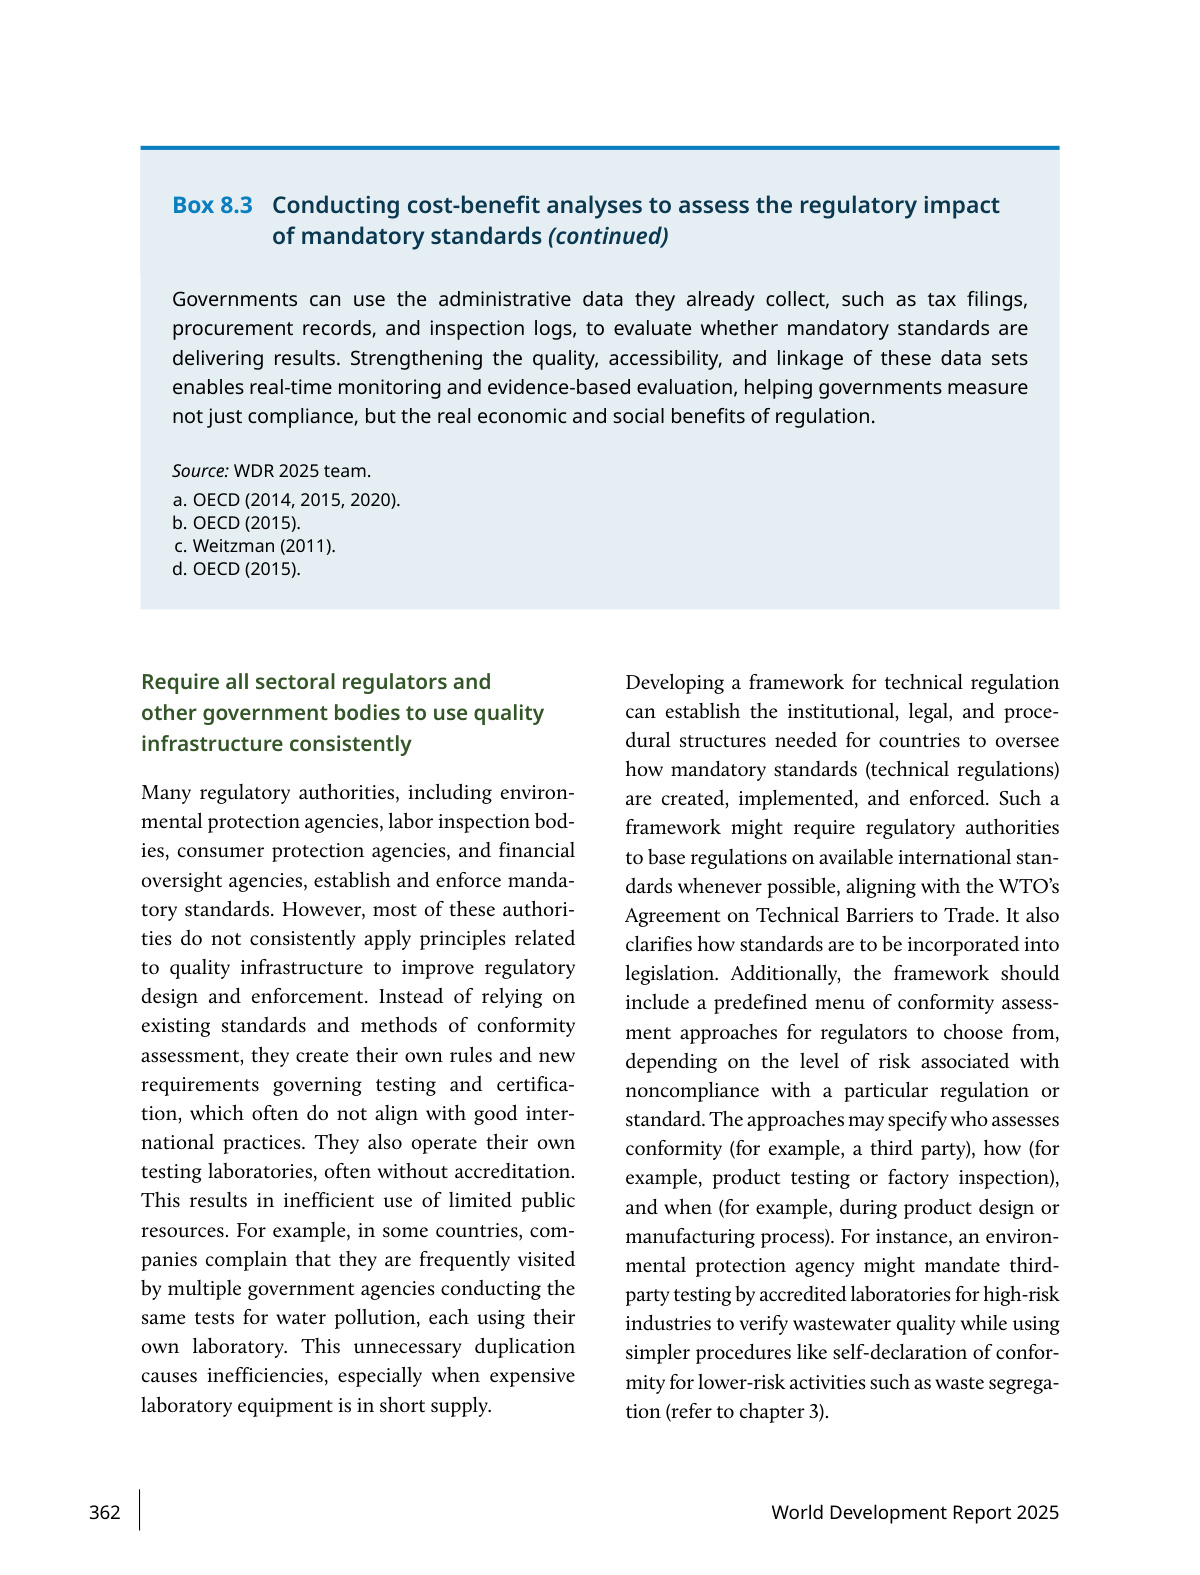 Box 8.3 Conducting cost-benefit analyses to assess the regulatory impact
of mandatory standards (continued)
Governments can use the administrative data they already collect, such as tax filings,
procurement records, and inspection logs, to evaluate whether mandatory standards are
delivering results. Strengthening the quality, accessibility, and linkage of these data sets
enables real-time monitoring and evidence-based evaluation, helping governments measure
not just compliance, but the real economic and social benefits of regulation.
Source: WDR 2025 team.
a. OECD (2014, 2015, 2020).
b. OECD (2015).
c. Weitzman (2011).
d. OECD (2015).
Require all sectoral regulators and
other government bodies to use quality
infrastructure consistently
Many regulatory authorities, including environ-
mental protection agencies, labor inspection bod-
ies, consumer protection agencies, and financial
oversight agencies, establish and enforce manda-
tory standards. However, most of these authori-
ties do not consistently apply principles related
to quality infrastructure to improve regulatory
design and enforcement. Instead of relying on
existing standards and methods of conformity
assessment, they create their own rules and new
requirements governing testing and certifica-
tion, which often do not align with good inter-
national practices. They also operate their own
testing laboratories, often without accreditation.
This results in inefficient use of limited public
resources. For example, in some countries, com-
panies complain that they are frequently visited
by multiple government agencies conducting the
same tests for water pollution, each using their
own laboratory. This unnecessary duplication
causes inefficiencies, especially when expensive
laboratory equipment is in short supply.
Developing a framework for technical regulation
can establish the institutional, legal, and proce-
dural structures needed for countries to oversee
how mandatory standards (technical regulations)
are created, implemented, and enforced. Such a
framework might require regulatory authorities
to base regulations on available international stan-
dards whenever possible, aligning with the WTO’s
Agreement on Technical Barriers to Trade. It also
clarifies how standards are to be incorporated into
legislation. Additionally, the framework should
include a predefined menu of conformity assess-
ment approaches for regulators to choose from,
depending on the level of risk associated with
noncompliance with a particular regulation or
standard. The approaches may specify who assesses
conformity (for example, a third party), how (for
example, product testing or factory inspection),
and when (for example, during product design or
manufacturing process). For instance, an environ-
mental protection agency might mandate third-
party testing by accredited laboratories for high-risk
industries to verify wastewater quality while using
simpler procedures like self-declaration of confor-
mity for lower-risk activities such as waste segrega-
tion (refer to chapter 3).
362
World Development Report 2025